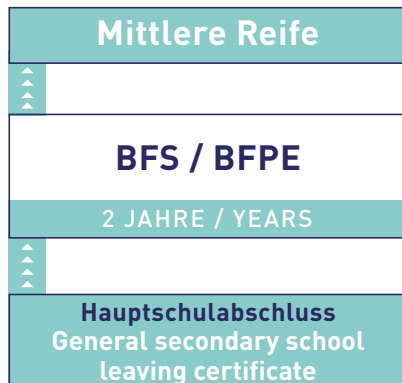 Mittlere Reife
BFS / BFPE
2 JAHRE / YEARS
Hauptschulabschluss
General secondary school
leaving certificate